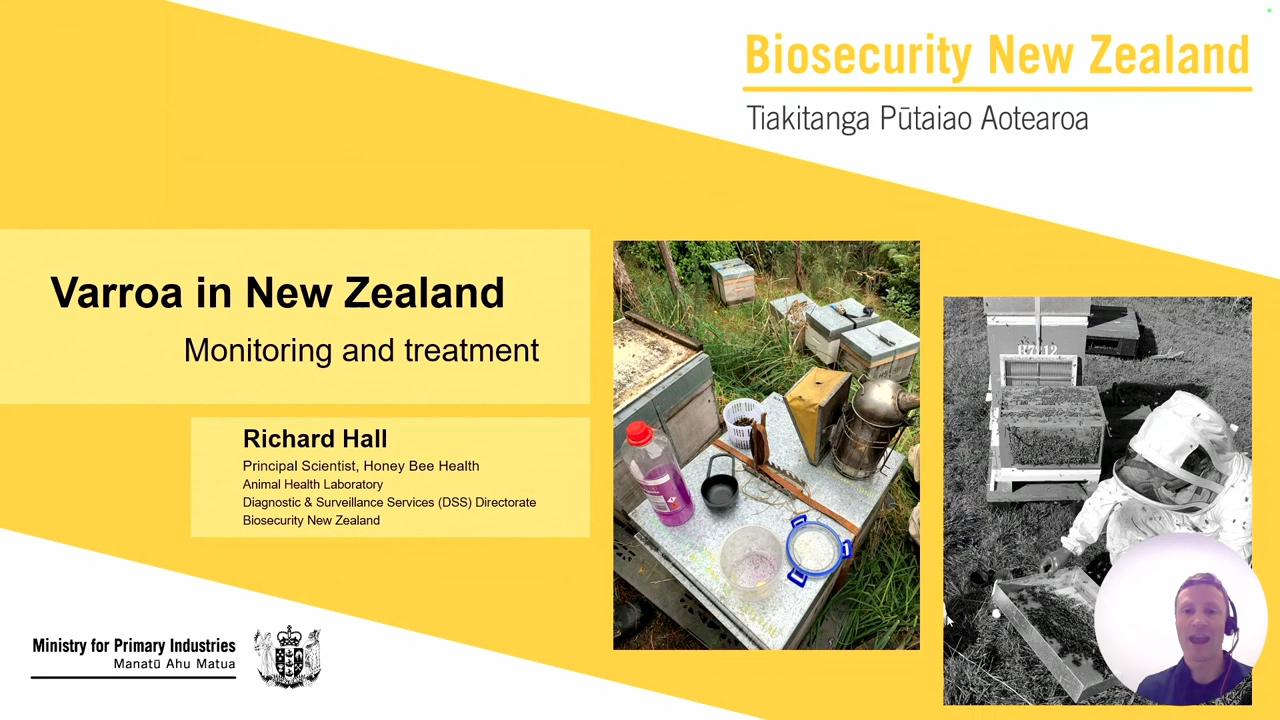 Biosecurity New Zealand
Tiakitanga Pūtaiao Aotearoa
Varroa in New Zealand
Monitoring and treatment
Richard Hall
Principal Scientist, Honey Bee Health
Animal Health Laboratory
Diagnostic & Surveillance Services (DSS) Directorate
Biosecurity New Zealand
Ministry for Primary Industries
Manatū Ahu Matua